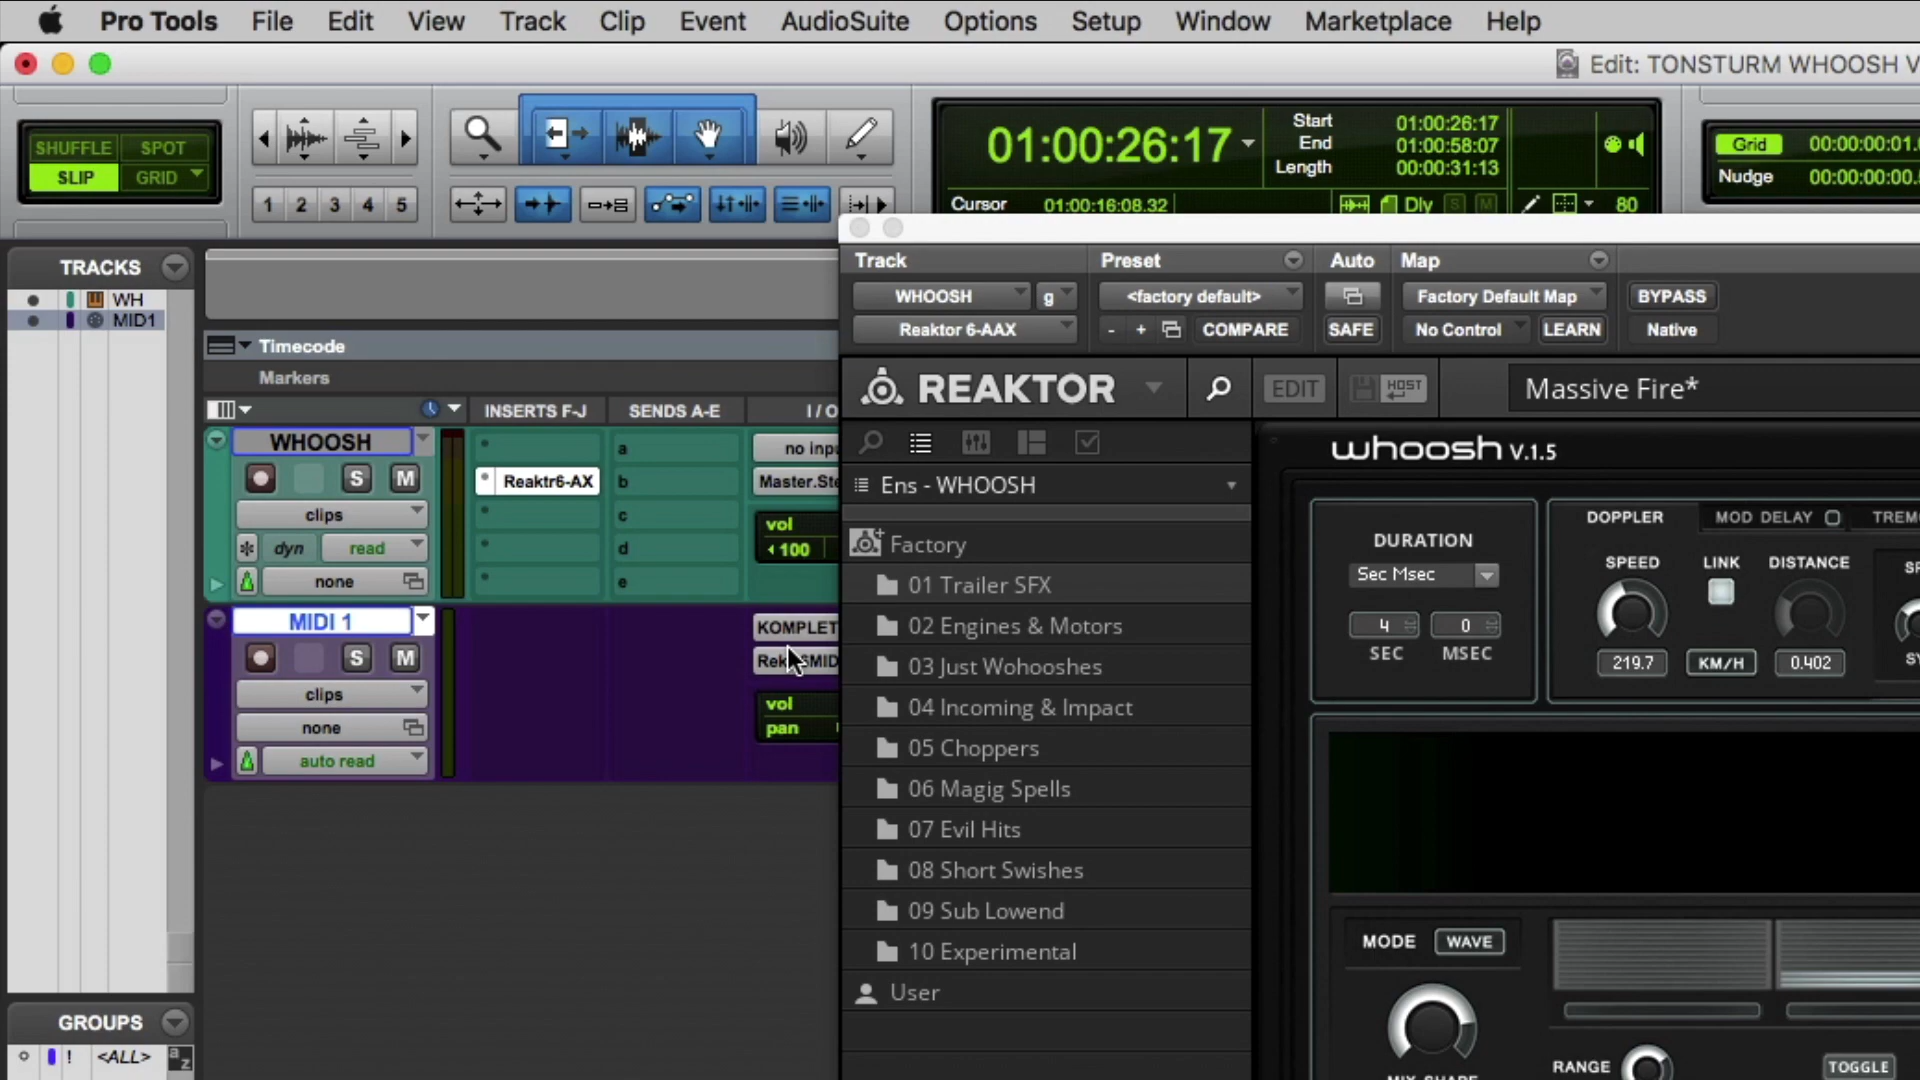 Pro Tools File Edit View Track Clip Event AudioSuite Options Setup Window Marketplace Help
Edit: TONSTURM WHOOSH V
SHUFFLE SPOT
SLIP GRID
1 2 3 4 5
01:00:26:17
Start 01:00:26:17
End 01:00:58:07
Length 00:00:31:13
Cursor 01:00:16:08.32
Dly S M
80
Grid 00:00:00:01.
Nudge 00:00:00:00.
TRACKS
WH
MID1
Timecode
Markers
INSERTS F-J SENDS A-E I / O
WHOOSH
S M
clips
dyn read
none
Reaktr6-AX
a
b
c
d
e
no inpu
Master.Ste
vol
100
MIDI 1
S M
clips
none
auto read
KOMPLET
vol
pan
GROUPS
! <ALL>
a z
Track Preset Auto Map
WHOOSH g <factory default> Factory Default Map BYPASS
Reaktor 6-AAX - + COMPARE SAFE No Control LEARN Native
REAKTOR EDIT HOST Massive Fire*
Ens - WHOOSH
Factory
01 Trailer SFX
02 Engines & Motors
03 Just Wohooshes
04 Incoming & Impact
05 Choppers
06 Magig Spells
07 Evil Hits
08 Short Swishes
09 Sub Lowend
10 Experimental
User
whoosh V.1.5
DURATION
Sec Msec
4 0
SEC MSEC
DOPPLER MOD DELAY TREM
SPEED LINK DISTANCE
219.7 KM/H 0.402
MODE WAVE
RANGE TOGGLE
MIX SHAPE